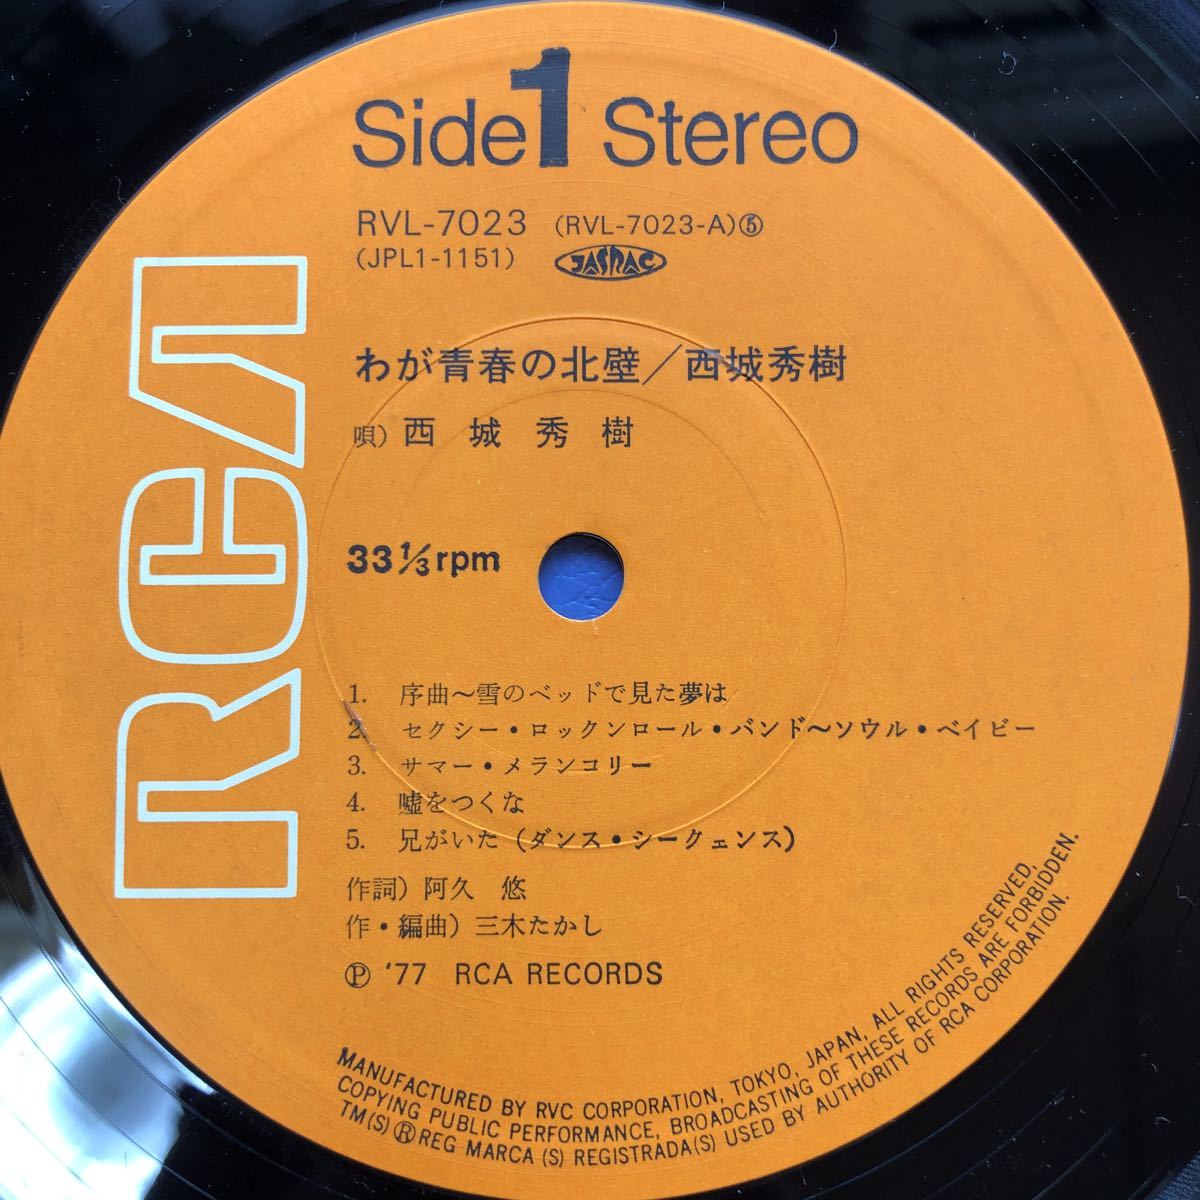 Side 1 Stereo
RVL-7023 (RVL-7023-A)⑤
(JPL1-1151) JASRAC
わが青春の北壁／西城秀樹
唄）西城秀樹
RCA
33 1/3 rpm
1. 序曲〜雪のベッドで見た夢は
2. セクシー・ロックンロール・バンド〜ソウル・ベイビー
3. サマー・メランコリー
4. 嘘をつくな
5. 兄がいた（ダンス・シークェンス）
作詞）阿久 悠
作・編曲）三木たかし
Ⓟ '77 RCA RECORDS
MANUFACTURED BY RVC CORPORATION, TOKYO, JAPAN, ALL RIGHTS RESERVED,
COPYING PUBLIC PERFORMANCE, BROADCASTING OF THESE RECORDS ARE FORBIDDEN.
TM(S) ® REG MARCA (S) REGISTRADA(S) USED BY AUTHORITY OF RCA CORPORATION.